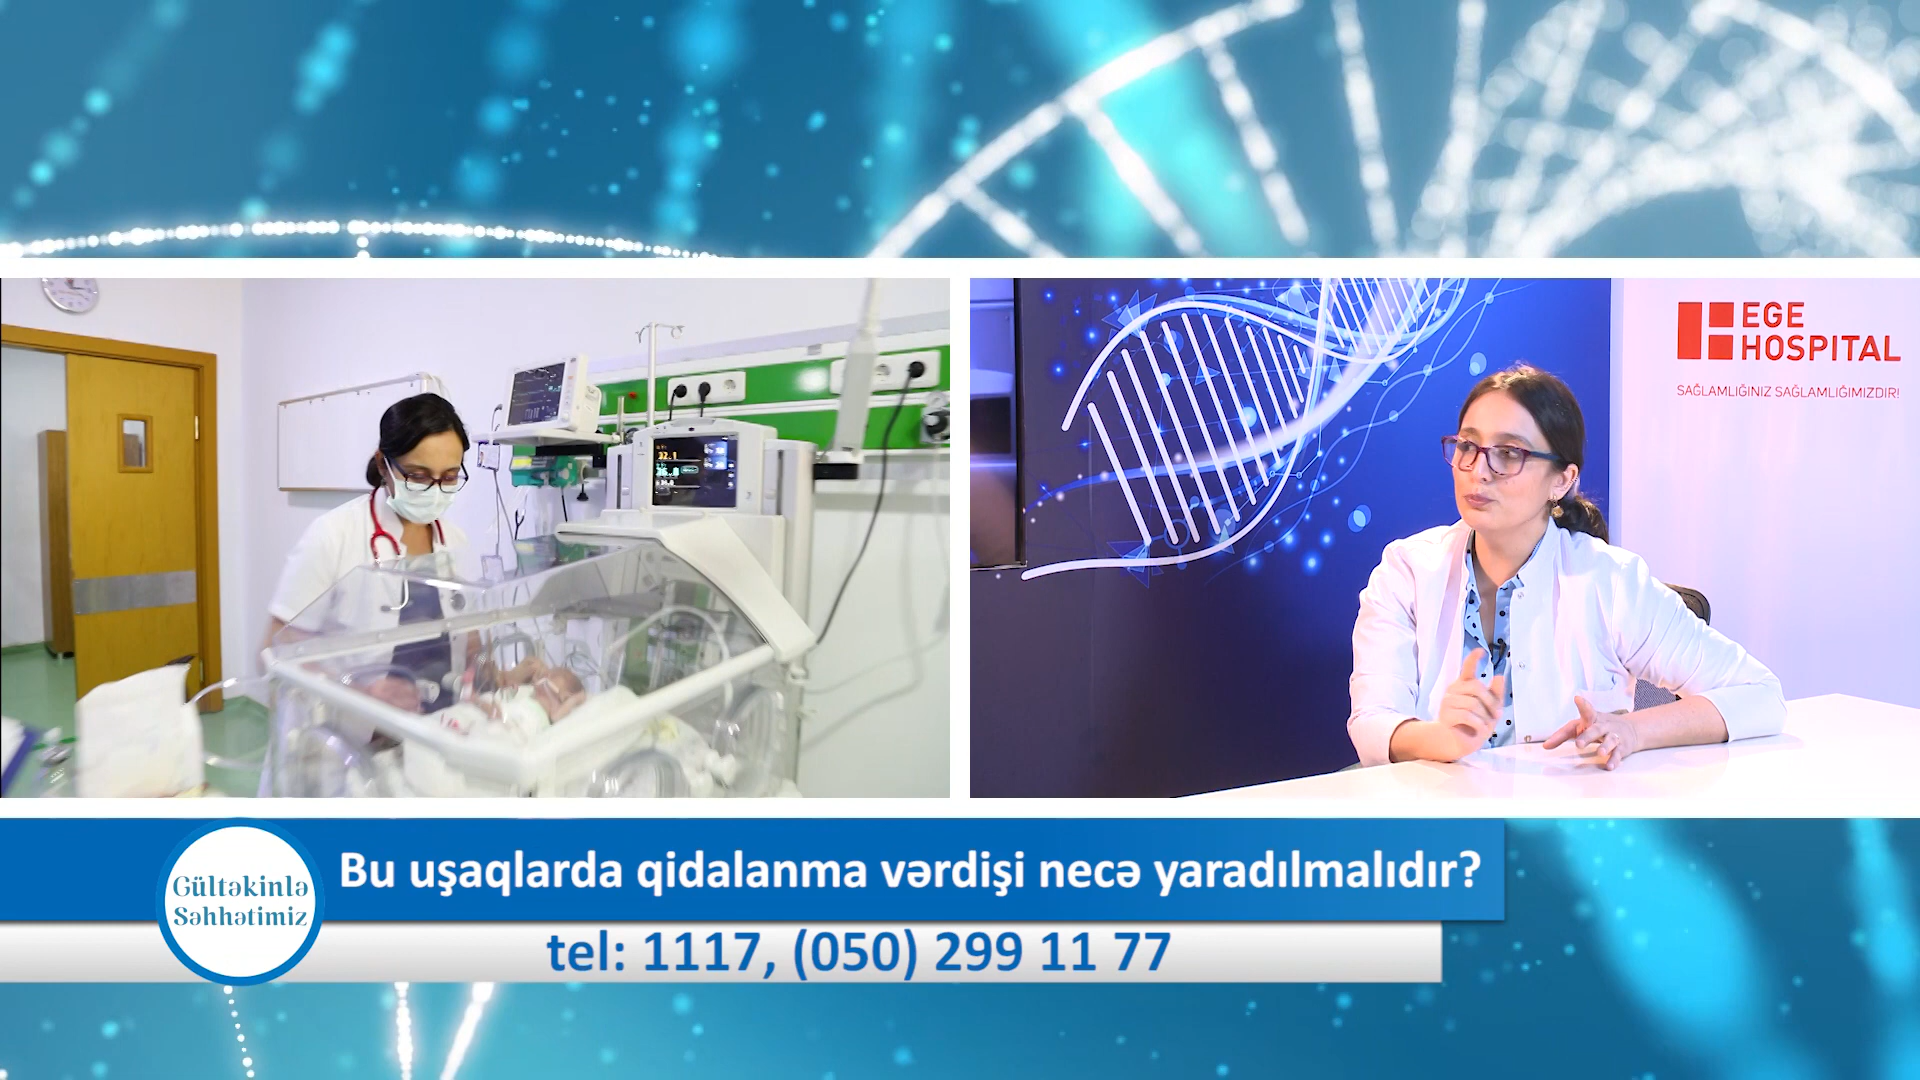 EGE
HOSPITAL
SAĞLAMLIĞINIZ SAĞLAMLIĞIMIZDIR!
Gültəkinlə
Səhhətimiz
Bu uşaqlarda qidalanma vərdişi necə yaradılmalıdır?
tel: 1117, (050) 299 11 77